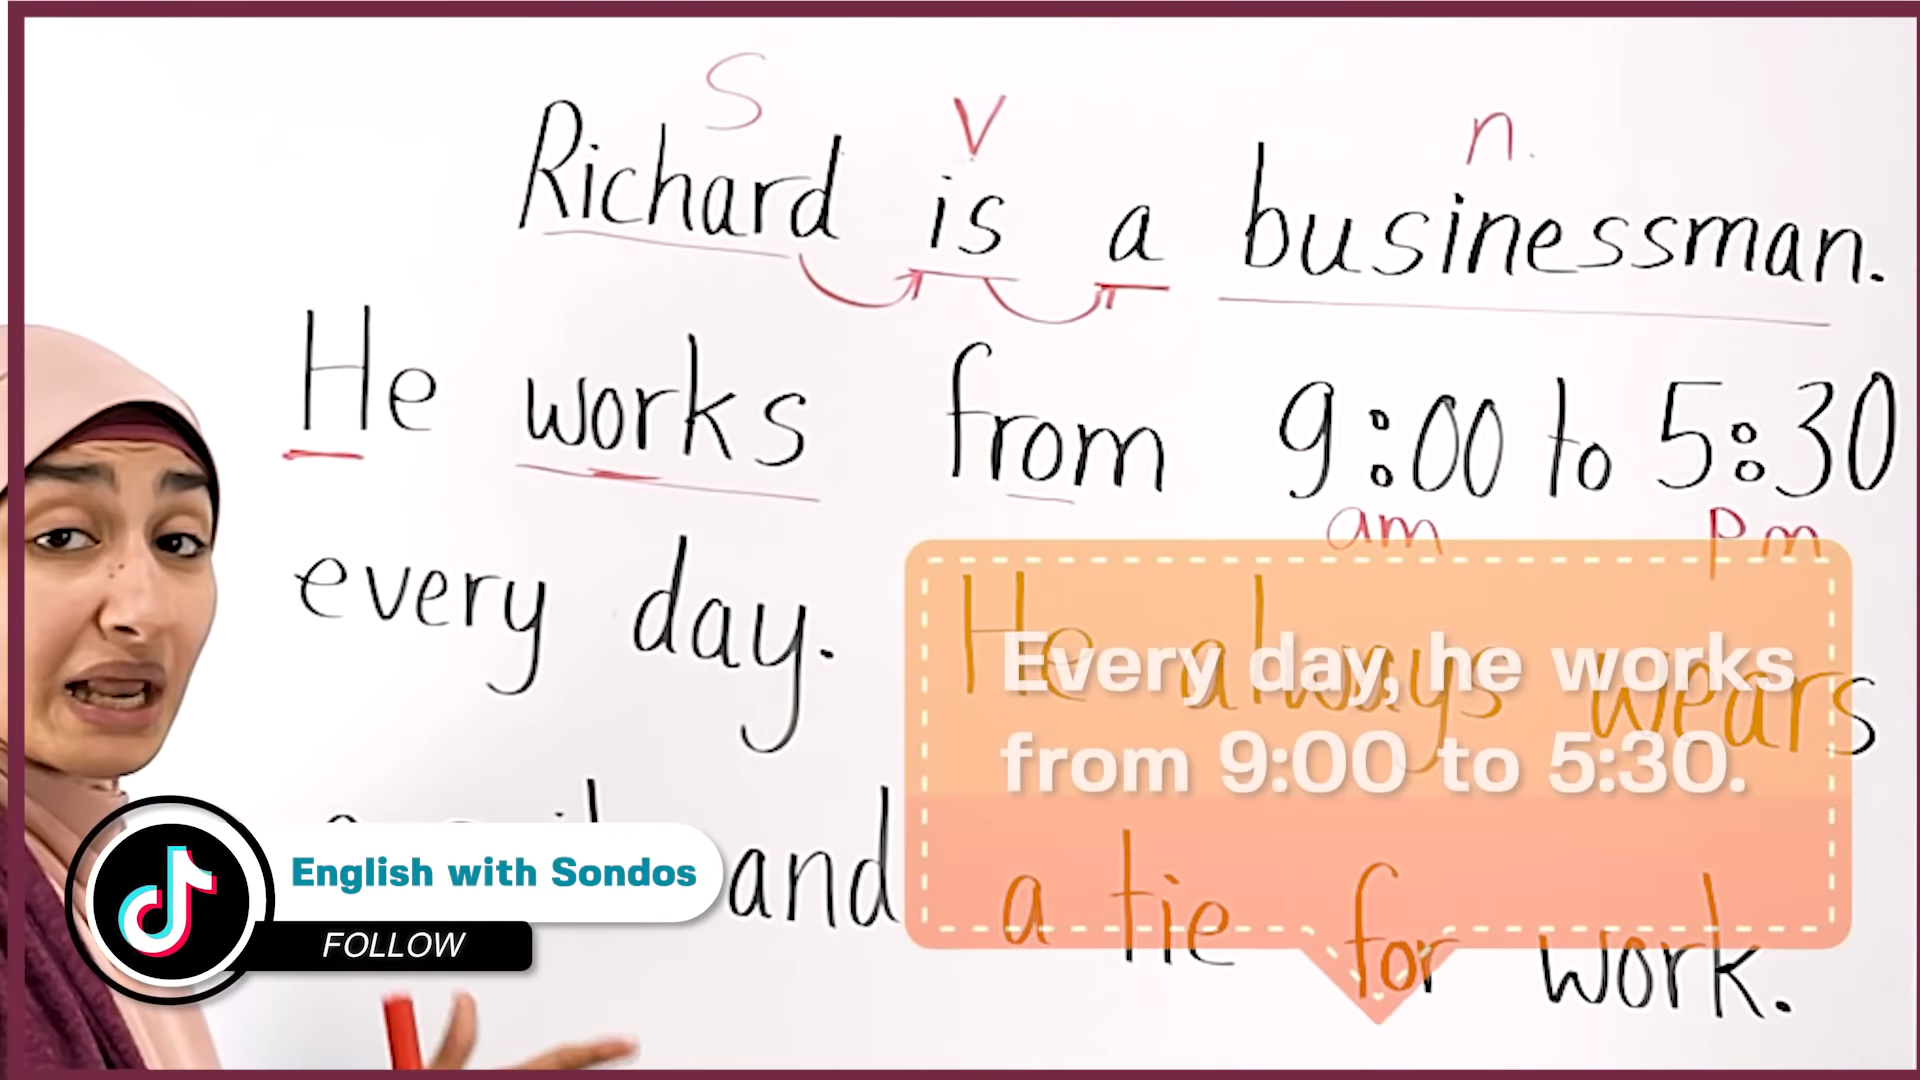 S V n.
Richard is a businessman.
He works from 9:00 to 5:30
am pm
every day. He always wears
Every day, he works
from 9:00 to 5:30.
and a tie for work.
English with Sondos
FOLLOW